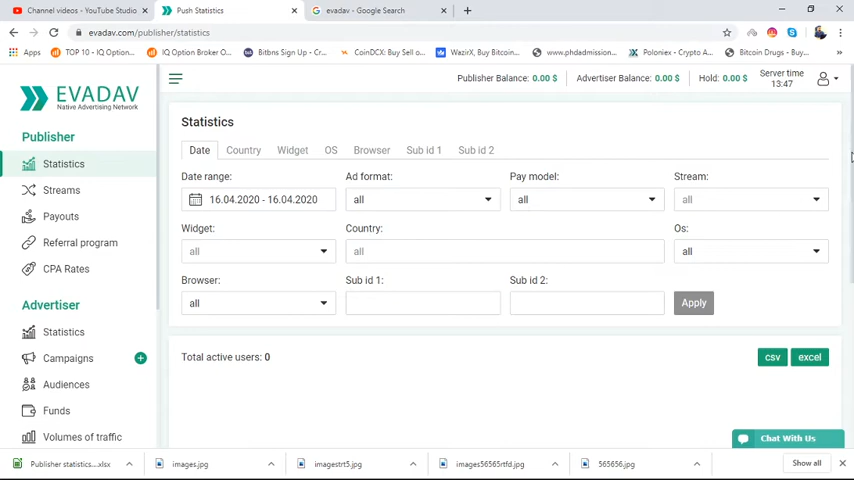 Channel videos - YouTube Studio
Push Statistics
evadav - Google Search
evadav.com/publisher/statistics
Apps
TOP 10 - IQ Option...
IQ Option Broker O...
Bitbns Sign Up - Cr...
CoinDCX: Buy Sell o...
WazirX, Buy Bitcoin...
www.phdadmission...
Poloniex - Crypto A...
Bitcoin Drugs - Buy...
EVADAV
Native Advertising Network
Publisher Balance: 0.00 $
Advertiser Balance: 0.00 $
Hold: 0.00 $
Server time
13:47
Publisher
Statistics
Streams
Payouts
Referral program
CPA Rates
Advertiser
Statistics
Campaigns
Audiences
Funds
Volumes of traffic
Statistics
Date
Country
Widget
OS
Browser
Sub id 1
Sub id 2
Date range:
Ad format:
Pay model:
Stream:
16.04.2020 - 16.04.2020
all
all
all
Widget:
Country:
Os:
all
all
all
Browser:
Sub id 1:
Sub id 2:
all
Apply
Total active users: 0
csv
excel
Chat With Us
Publisher statistics....xlsx
images.jpg
imagestrt5.jpg
images56565rtfd.jpg
565656.jpg
Show all